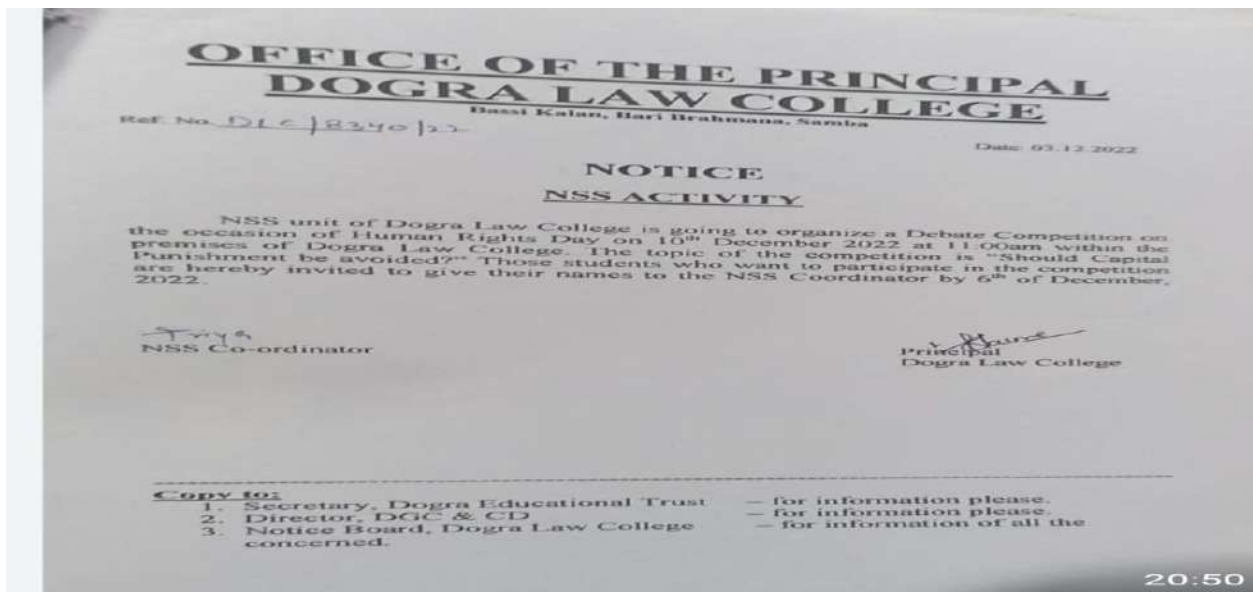 OFFICE OF THE PRINCIPAL
DOGRA LAW COLLEGE
Bassi Kalan, Bari Brahmana, Samba
Ref. No. DLC/8340/22
Date: 03.12.2022
NOTICE
NSS ACTIVITY
NSS unit of Dogra Law College is going to organize a Debate Competition on
the occasion of Human Rights Day on 10th December 2022 at 11:00am within the
premises of Dogra Law College. The topic of the competition is "Should Capital
Punishment be avoided?" Those students who want to participate in the competition
are hereby invited to give their names to the NSS Coordinator by 6th of December,
2022.
NSS Co-ordinator
Principal
Dogra Law College
Copy to:
1. Secretary, Dogra Educational Trust – for information please.
2. Director, DGC & CD – for information please.
3. Notice Board, Dogra Law College – for information of all the
concerned.
20:50